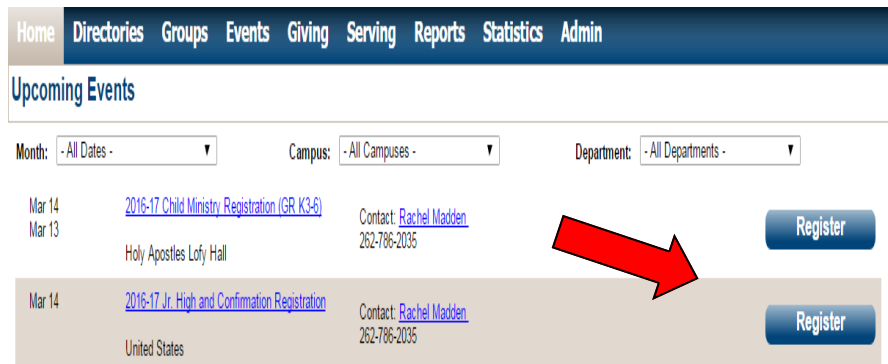 Home Directories Groups Events Giving Serving Reports Statistics Admin
Upcoming Events
Month: - All Dates - Campus: - All Campuses - Department: - All Departments -
Mar 14 2016-17 Child Ministry Registration (GR K3-6)
Mar 13
Contact: Rachel Madden
262-786-2035
Register
Holy Apostles Lofy Hall
Mar 14 2016-17 Jr. High and Confirmation Registration
Contact: Rachel Madden
262-786-2035
Register
United States